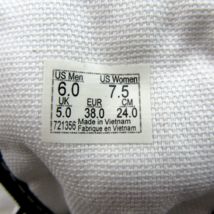 US Men US Women
6.0 7.5
UK EUR CM
5.0 38.0 24.0
721356 Made in Vietnam
Fabriqué en Vietnam